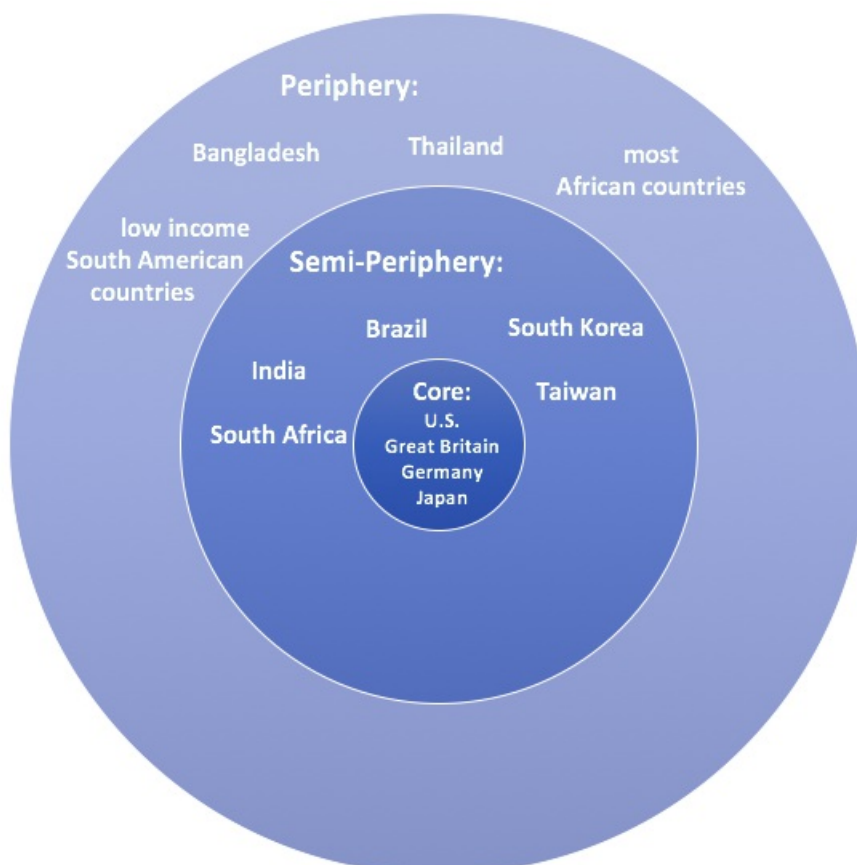 Periphery:
Bangladesh
Thailand
most
African countries
low income
South American
countries
Semi-Periphery:
Brazil
South Korea
India
Taiwan
South Africa
Core:
U.S.
Great Britain
Germany
Japan